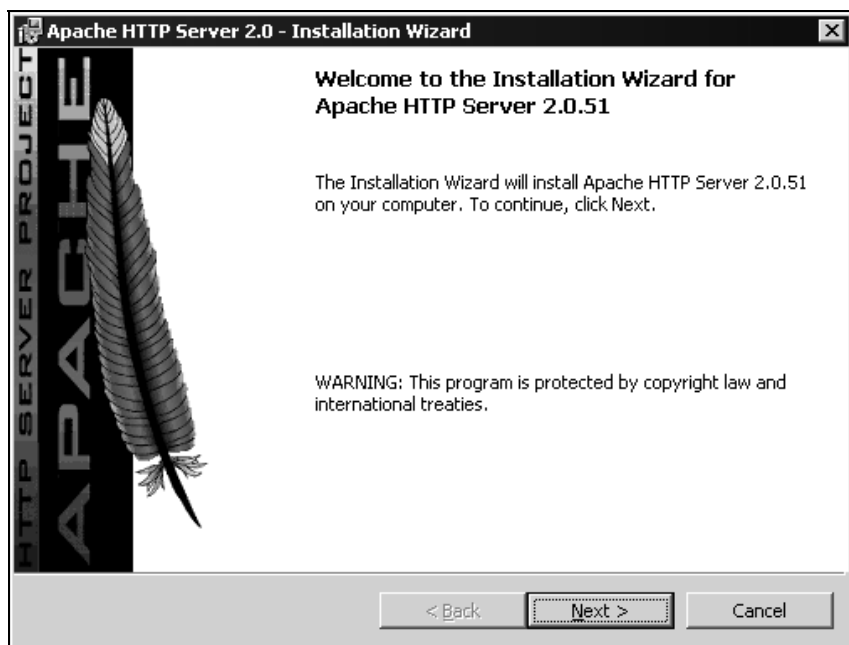 Apache HTTP Server 2.0 - Installation Wizard
HTTP SERVER PROJECT
APACHE
Welcome to the Installation Wizard for
Apache HTTP Server 2.0.51
The Installation Wizard will install Apache HTTP Server 2.0.51
on your computer. To continue, click Next.
WARNING: This program is protected by copyright law and
international treaties.
< Back
Next >
Cancel